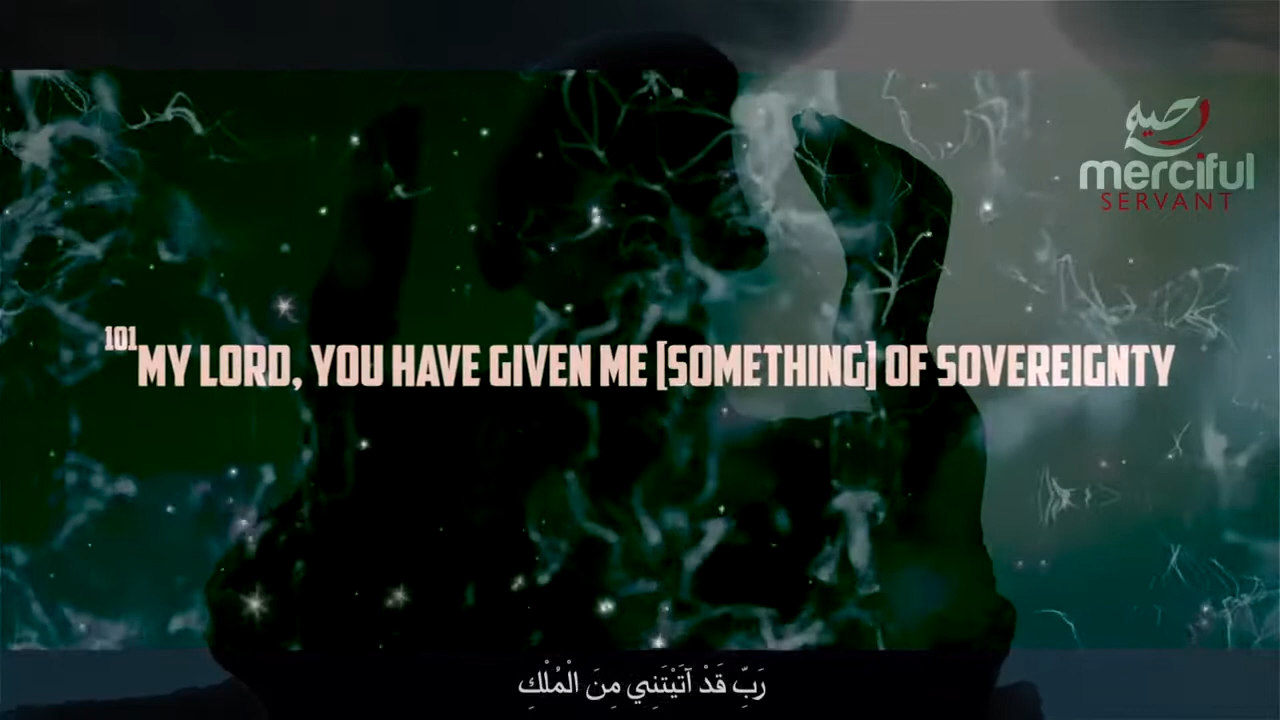 رحيم
merciful
SERVANT
101 MY LORD, YOU HAVE GIVEN ME [SOMETHING] OF SOVEREIGNTY
رَبِّ قَدْ آتَيْتَنِي مِنَ الْمُلْكِ